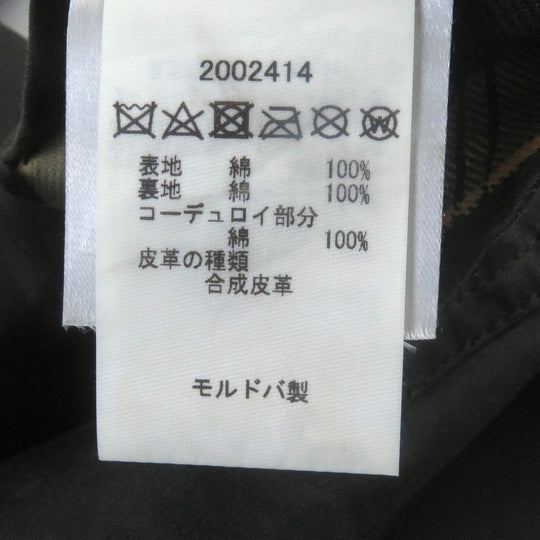 2002414
表地 綿 100%
裏地 綿 100%
コーデュロイ部分
綿 100%
皮革の種類
合成皮革
モルドバ製